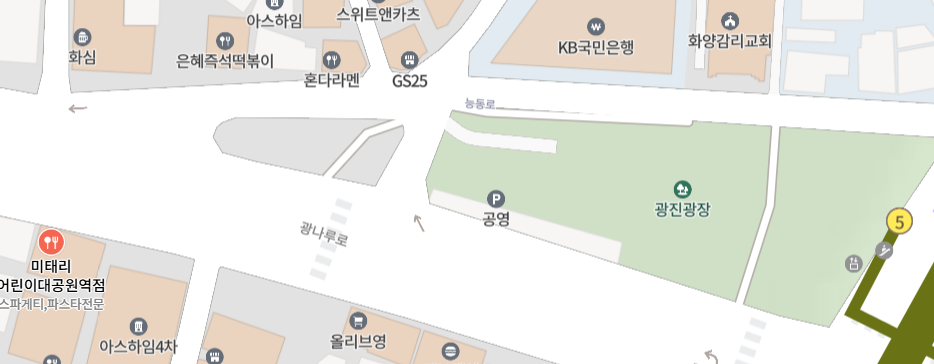 아스하임
스위트앤카츠
화심
은혜즉석떡볶이
혼다라멘
GS25
KB국민은행
화양감리교회
능동로
P
공영
광진광장
5
광나루로
미태리
어린이대공원역점
스파게티,파스타전문
아스하임4차
올리브영